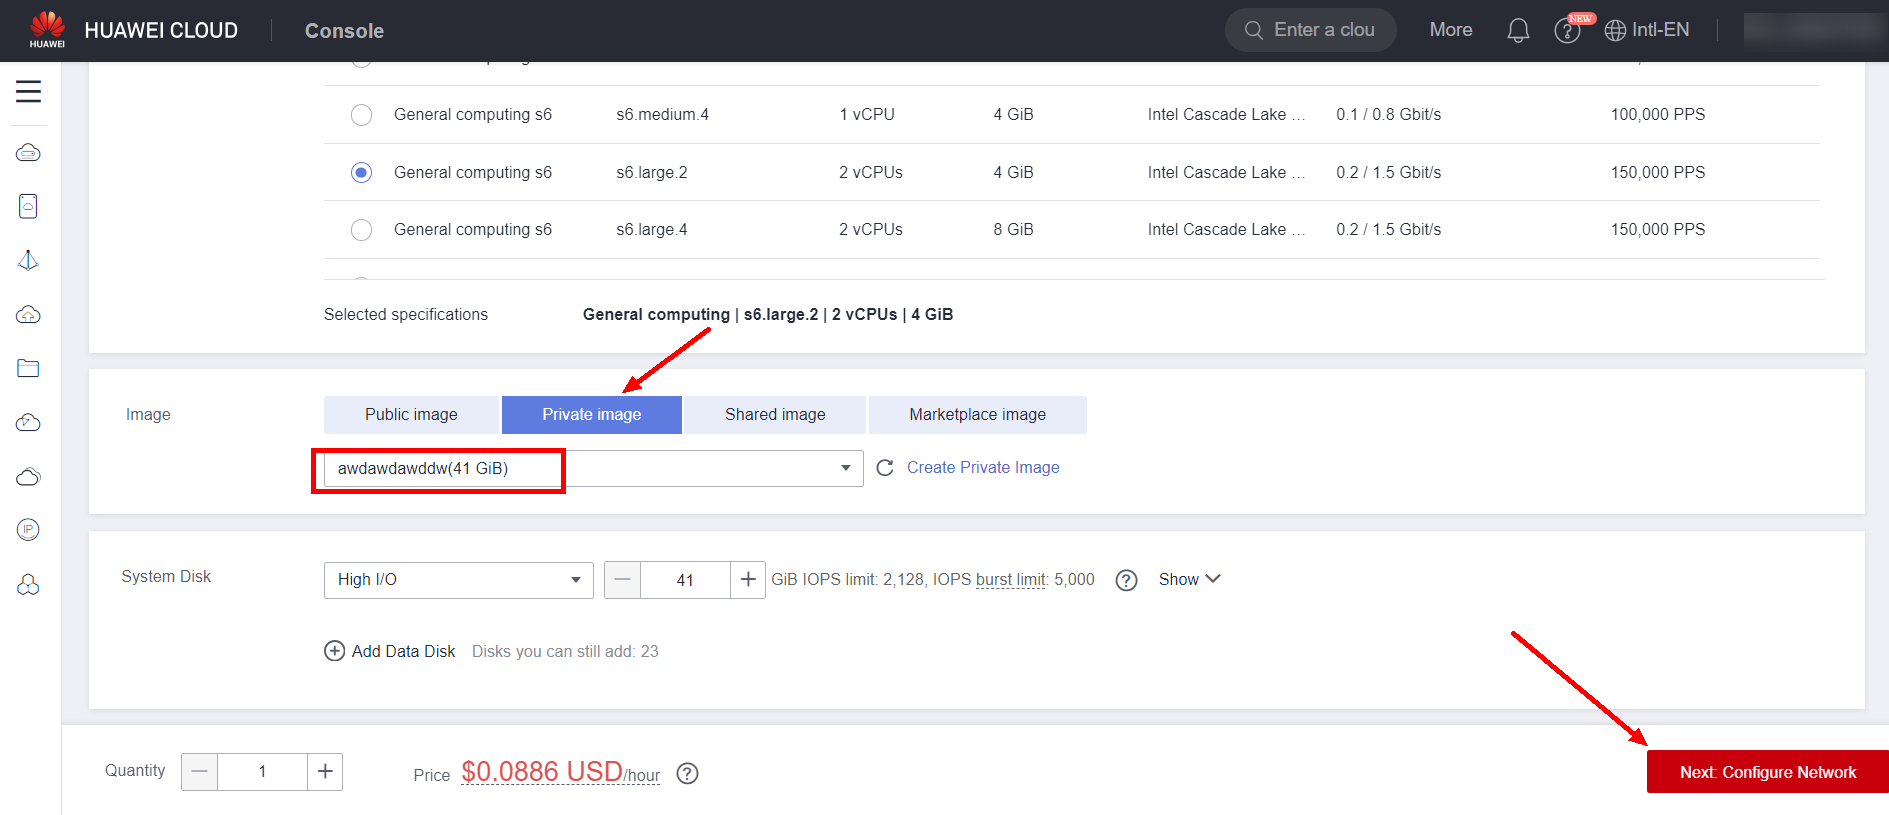 HUAWEI
HUAWEI CLOUD
Console
Enter a clou
More
NEW
Intl-EN
General computing s6 s6.medium.4 1 vCPU 4 GiB Intel Cascade Lake ... 0.1 / 0.8 Gbit/s 100,000 PPS
General computing s6 s6.large.2 2 vCPUs 4 GiB Intel Cascade Lake ... 0.2 / 1.5 Gbit/s 150,000 PPS
General computing s6 s6.large.4 2 vCPUs 8 GiB Intel Cascade Lake ... 0.2 / 1.5 Gbit/s 150,000 PPS
Selected specifications General computing | s6.large.2 | 2 vCPUs | 4 GiB
Image Public image Private image Shared image Marketplace image
awdawdawddw(41 GiB) Create Private Image
System Disk High I/O − 41 + GiB IOPS limit: 2,128, IOPS burst limit: 5,000 ? Show
Add Data Disk Disks you can still add: 23
IP
Quantity − 1 + Price $0.0886 USD/hour ? Next: Configure Network